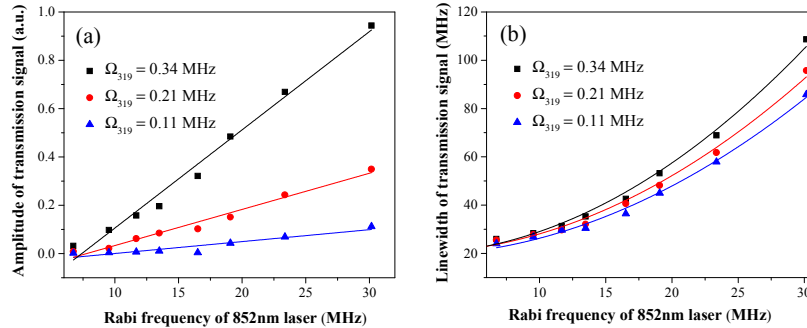 (a)
Ω319 = 0.34 MHz
Ω319 = 0.21 MHz
Ω319 = 0.11 MHz
Amplitude of transmission signal (a.u.)
1.0
0.8
0.6
0.4
0.2
0.0
10 15 20 25 30
Rabi frequency of 852nm laser (MHz)
(b)
Ω319 = 0.34 MHz
Ω319 = 0.21 MHz
Ω319 = 0.11 MHz
Linewidth of transmission signal (MHz)
120
100
80
60
40
20
10 15 20 25 30
Rabi frequency of 852nm laser (MHz)